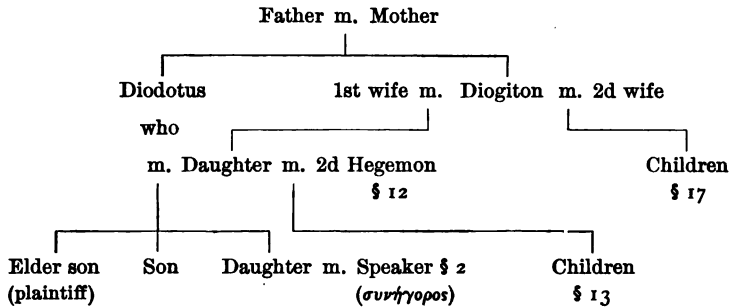 Father m. Mother
Diodotus 1st wife m. Diogiton m. 2d wife
who
m. Daughter m. 2d Hegemon Children
§ 12 § 17
Elder son Son Daughter m. Speaker § 2 Children
(plaintiff) (συνήγορος) § 13